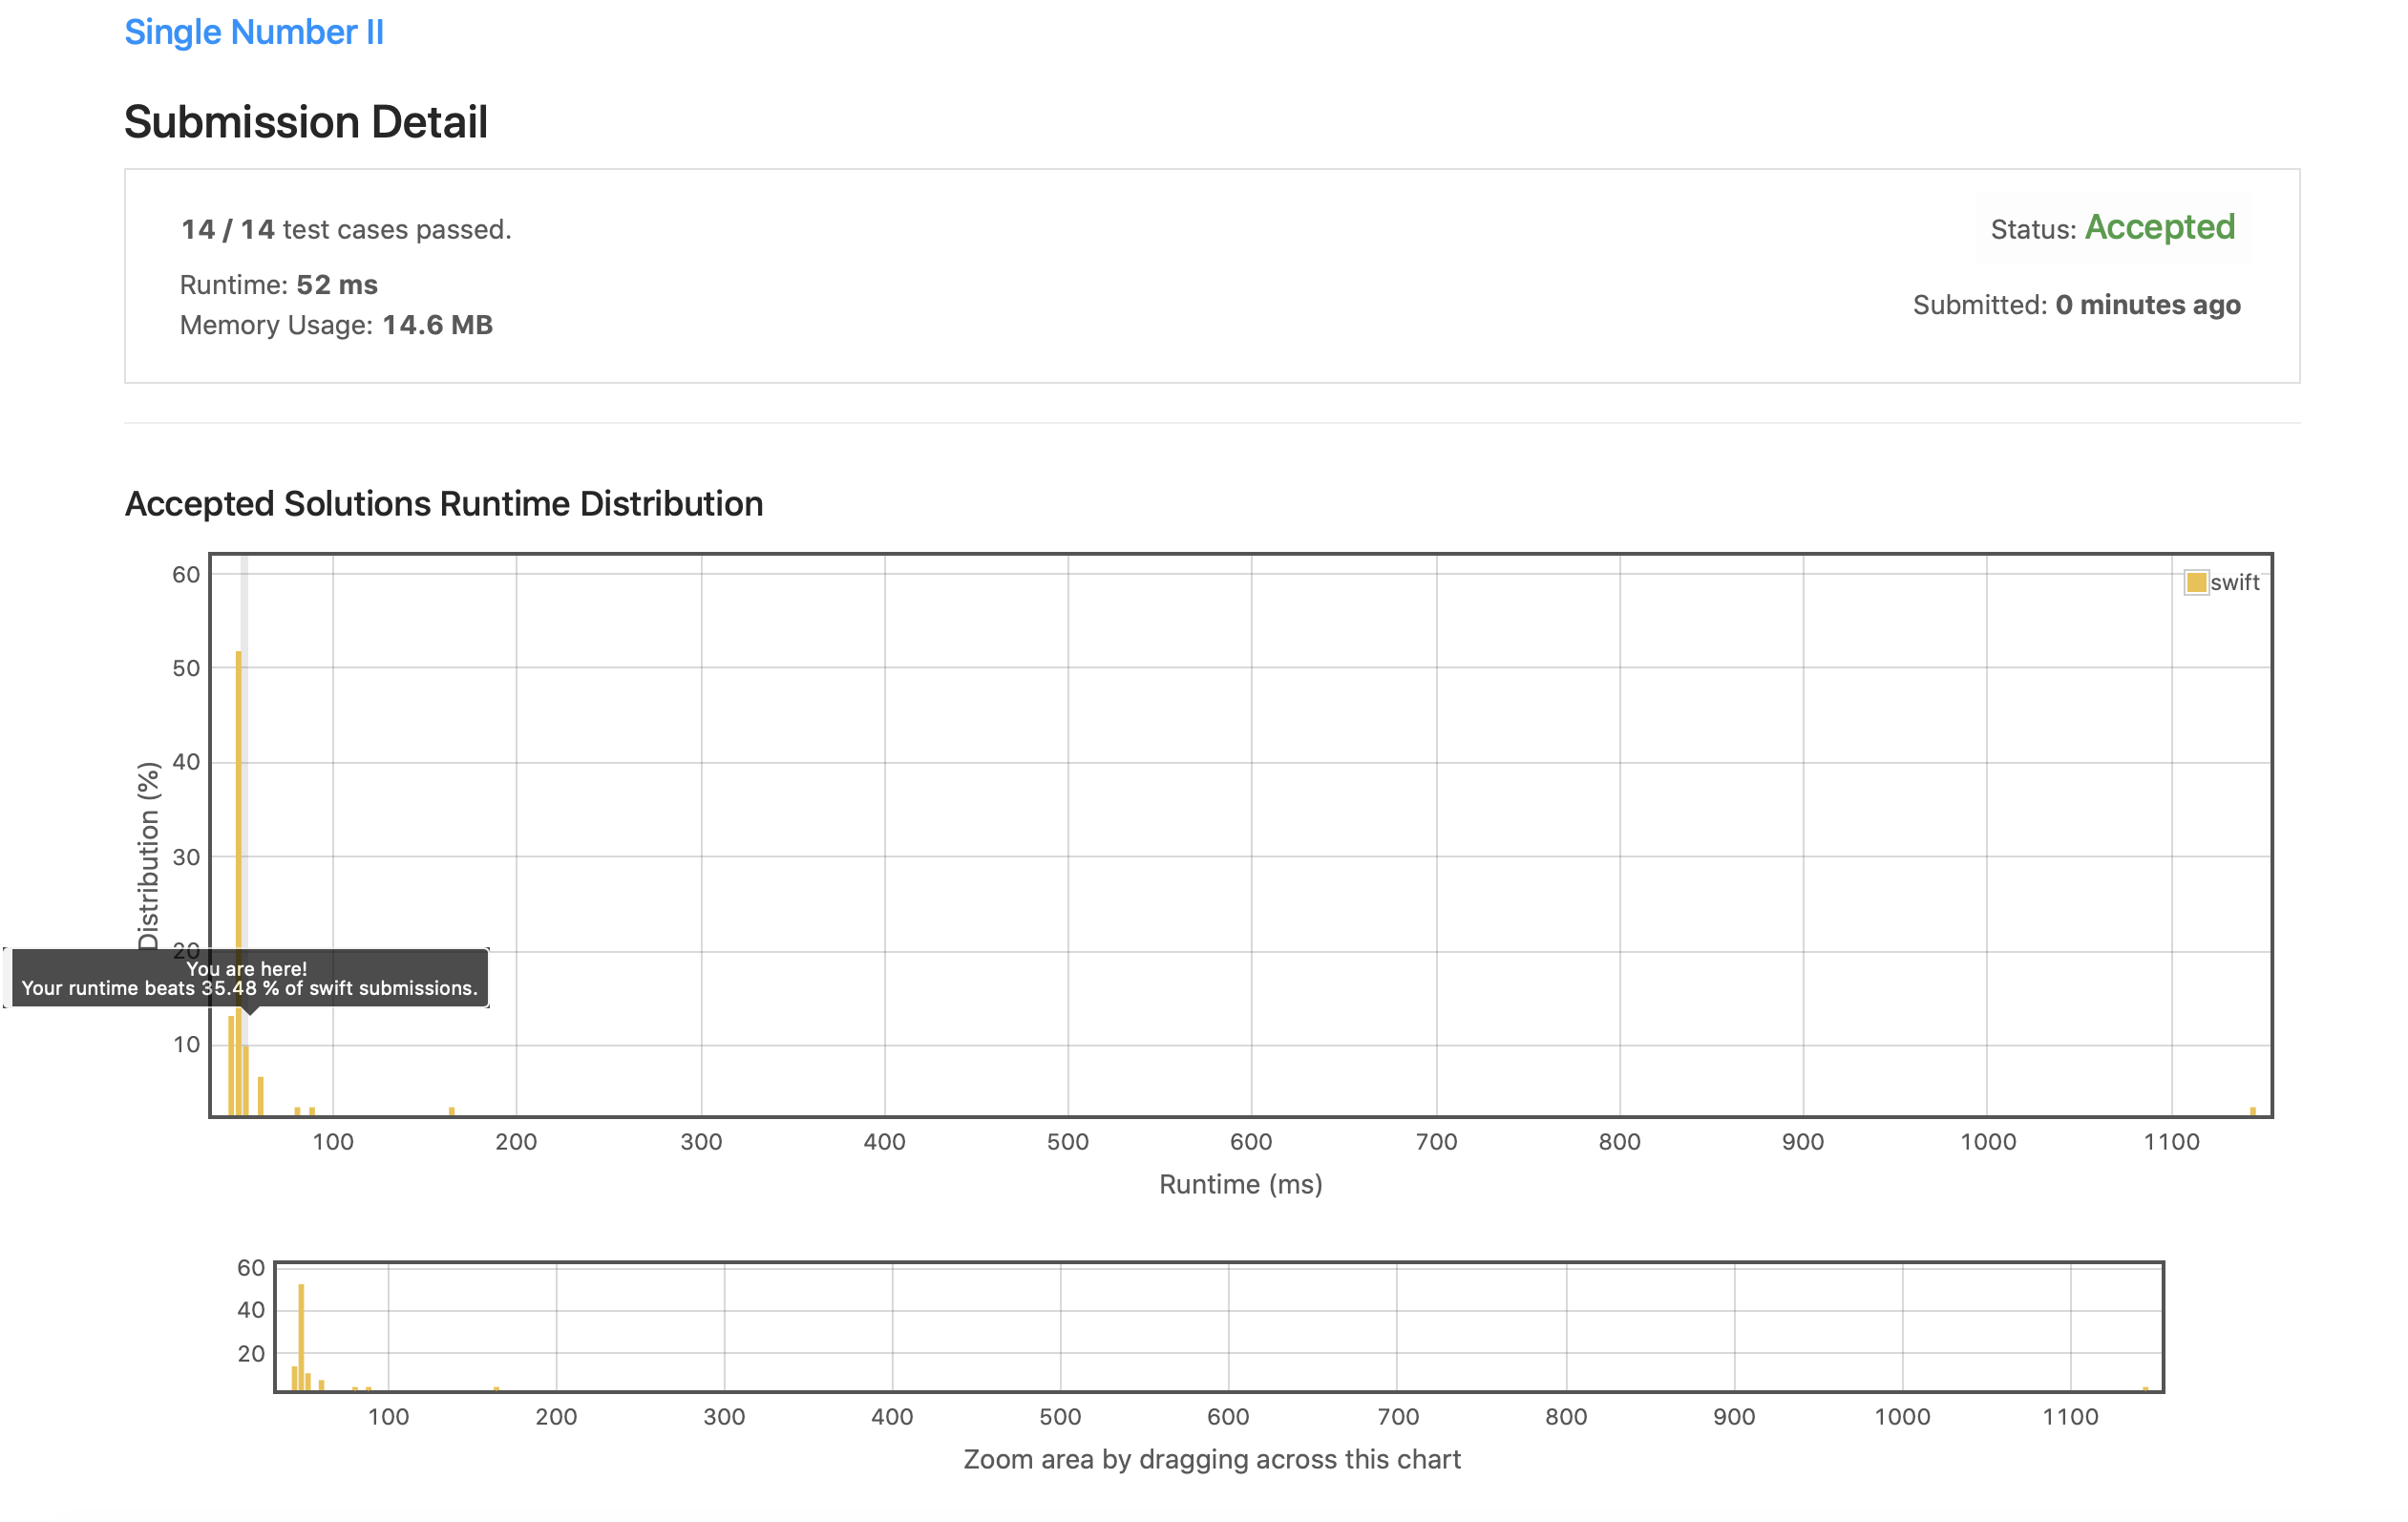 Single Number II
Submission Detail
14 / 14 test cases passed.
Status: Accepted
Runtime: 52 ms
Submitted: 0 minutes ago
Memory Usage: 14.6 MB
Accepted Solutions Runtime Distribution
60
swift
50
40
30
Distribution (%)
20
You are here!
Your runtime beats 35.48 % of swift submissions.
10
100 200 300 400 500 600 700 800 900 1000 1100
Runtime (ms)
60
40
20
100 200 300 400 500 600 700 800 900 1000 1100
Zoom area by dragging across this chart